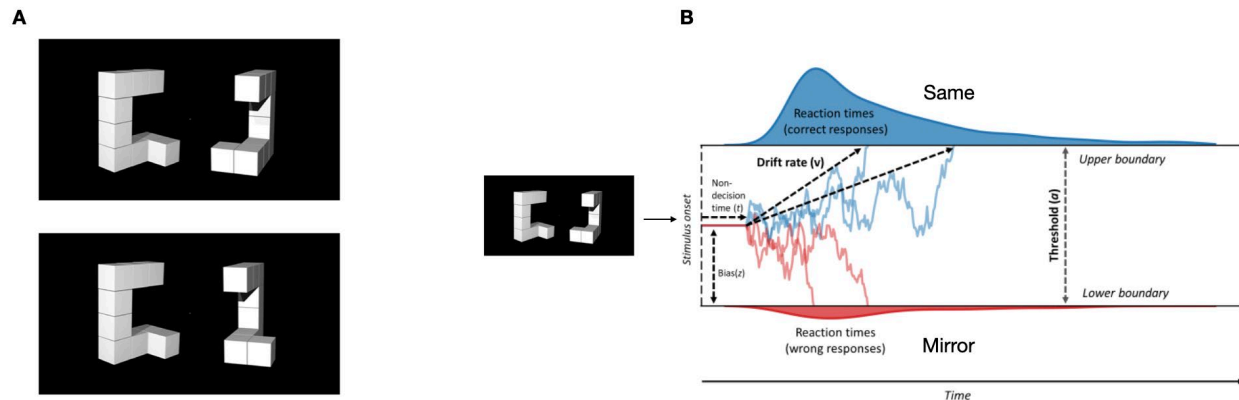 A
B
Same
Reaction times
(correct responses)
Drift rate (v)
Upper boundary
Non-
decision
time (t)
Stimulus onset
Threshold (a)
Bias(z)
Lower boundary
Reaction times
(wrong responses)
Mirror
Time